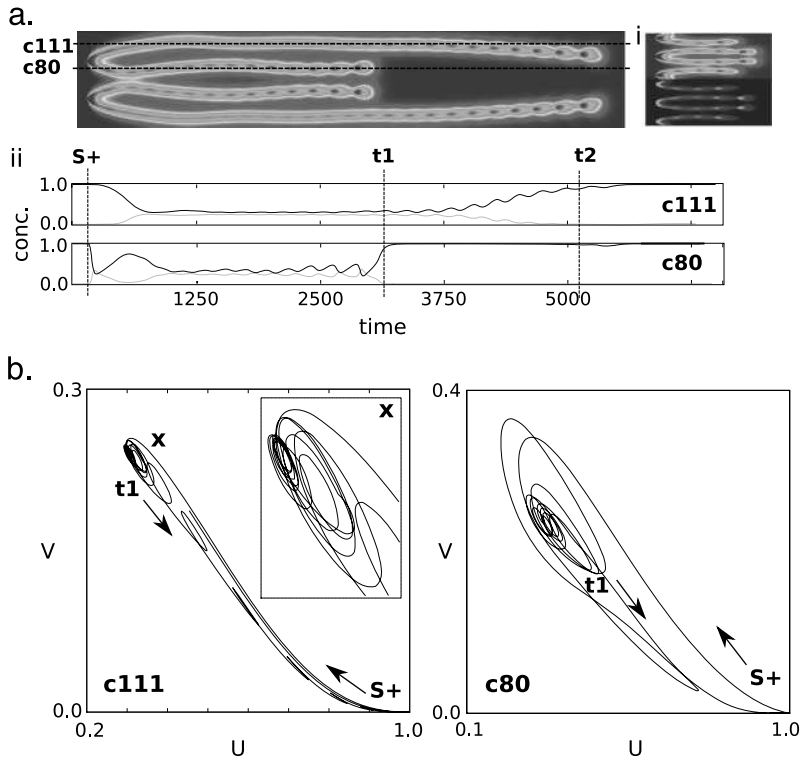 a.
c111
c80
i
ii
S+ t1 t2
1.0
0.0
c111
conc.
1.0
0.0
c80
1250 2500 3750 5000
time
b.
0.3
x
x
t1
V
S+
c111
0.0
0.2 1.0
U
0.4
V
t1
S+
c80
0.0
0.1 1.0
U